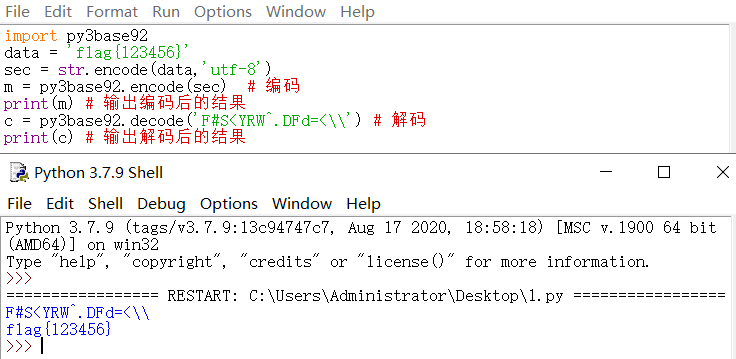 File Edit Format Run Options Window Help
import py3base92
data = 'flag{123456}'
sec = str.encode(data,'utf-8')
m = py3base92.encode(sec)  # 编码
print(m) # 输出编码后的结果
c = py3base92.decode('F#S<YRW^.DFd=<\\') # 解码
print(c) # 输出解码后的结果
Python 3.7.9 Shell
File Edit Shell Debug Options Window Help
Python 3.7.9 (tags/v3.7.9:13c94747c7, Aug 17 2020, 18:58:18) [MSC v.1900 64 bit
(AMD64)] on win32
Type "help", "copyright", "credits" or "license()" for more information.
>>>
================ RESTART: C:\Users\Administrator\Desktop\1.py =================
F#S<YRW^.DFd=<\\
flag{123456}
>>>